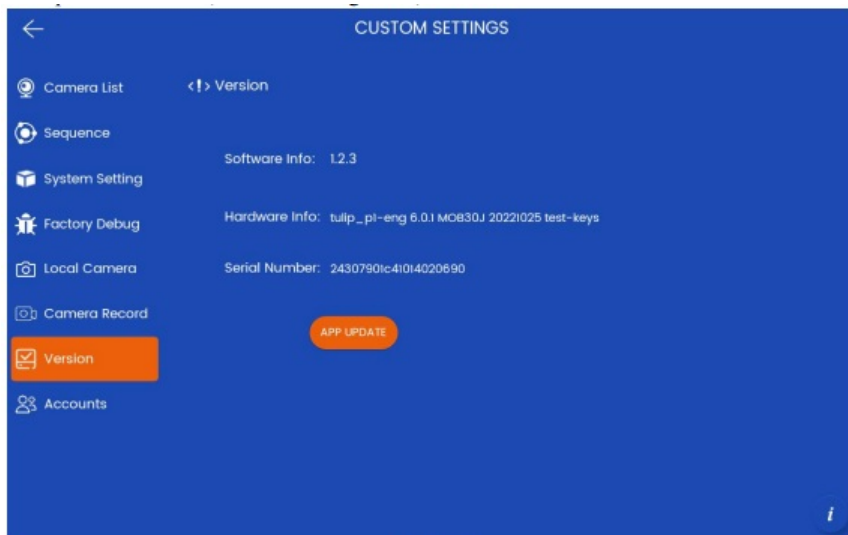 CUSTOM SETTINGS
Camera List
<!> Version
Sequence
Software Info: 1.2.3
System Setting
Hardware Info: tulip_p1-eng 6.0.1 MOB30J 20221025 test-keys
Factory Debug
Local Camera
Serial Number: 24307901c41014020690
Camera Record
APP UPDATE
Version
Accounts
i